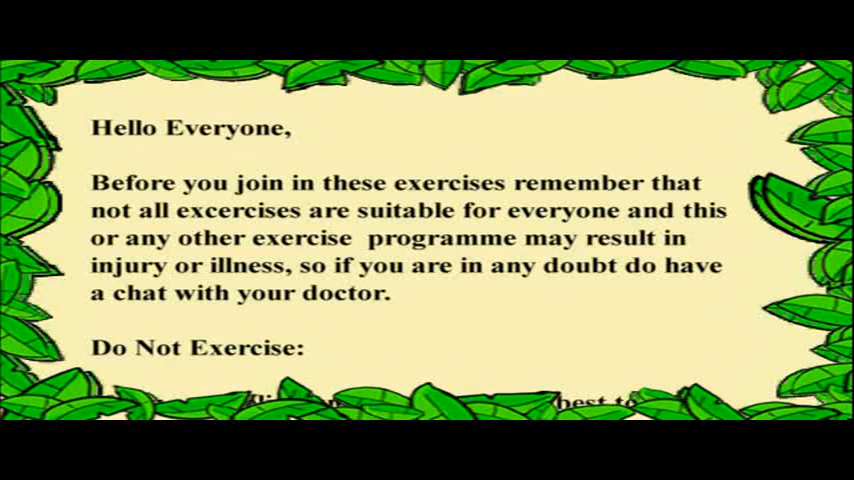 Hello Everyone,
Before you join in these exercises remember that
not all excercises are suitable for everyone and this
or any other exercise programme may result in
injury or illness, so if you are in any doubt do have
a chat with your doctor.
Do Not Exercise:
best to